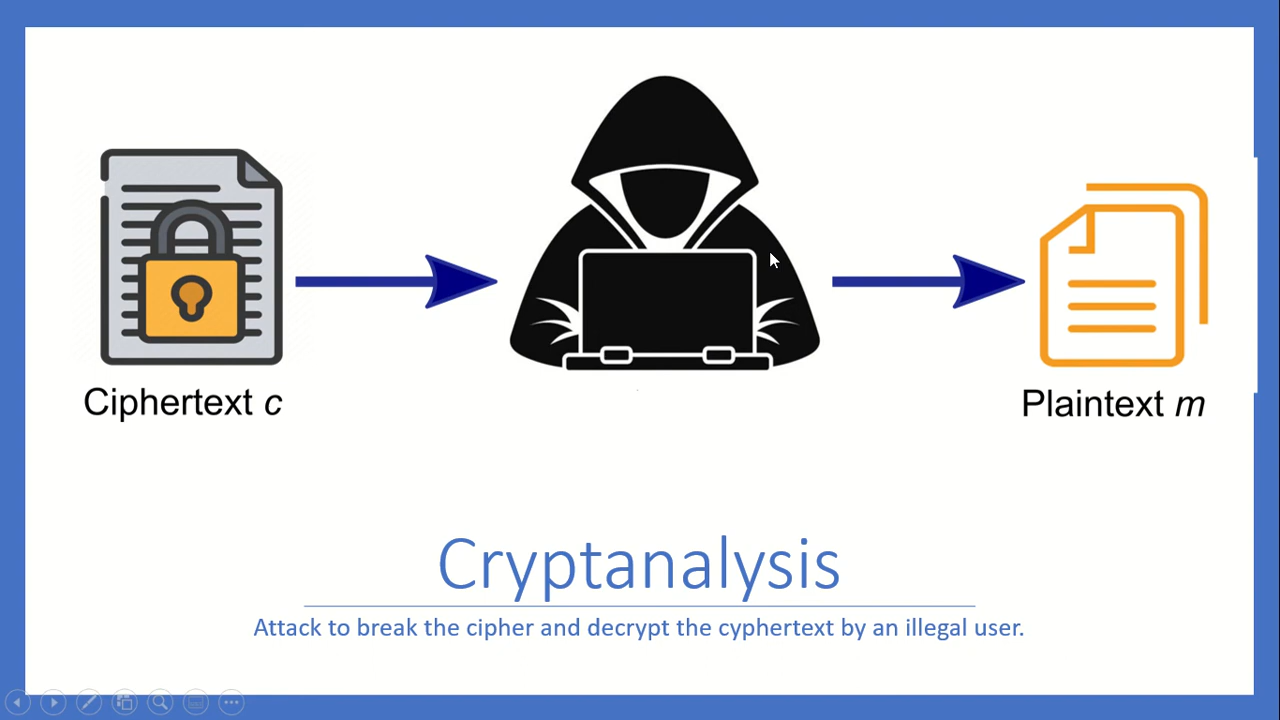 Ciphertext c
Plaintext m
Cryptanalysis
Attack to break the cipher and decrypt the cyphertext by an illegal user.